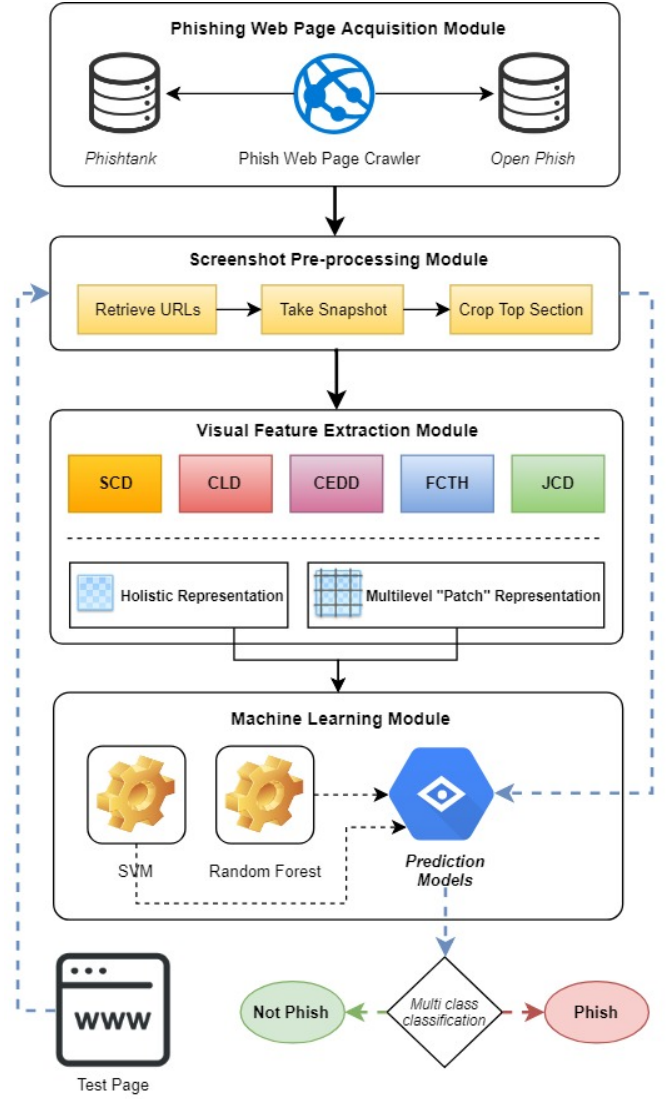 Phishing Web Page Acquisition Module
Phishtank
Phish Web Page Crawler
Open Phish
Screenshot Pre-processing Module
Retrieve URLs
Take Snapshot
Crop Top Section
Visual Feature Extraction Module
SCD
CLD
CEDD
FCTH
JCD
Holistic Representation
Multilevel "Patch" Representation
Machine Learning Module
SVM
Random Forest
Prediction
Models
WWW
Test Page
Not Phish
Multi class
classification
Phish